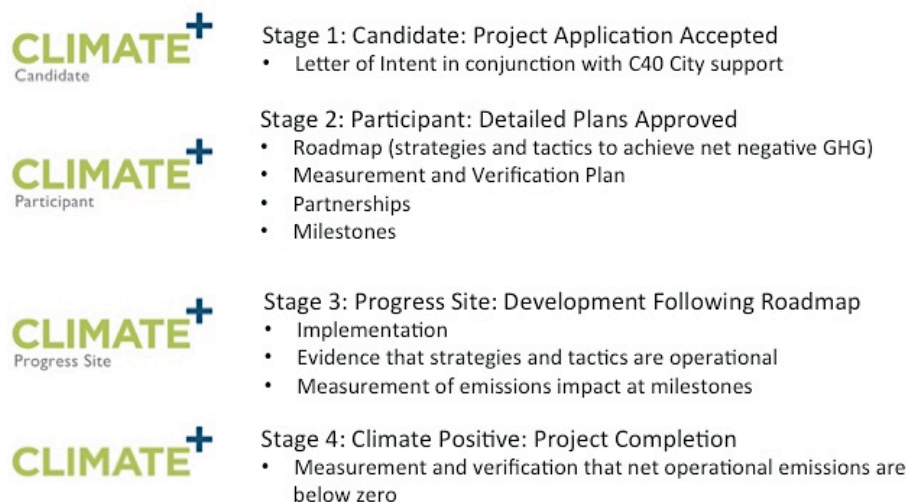 CLIMATE+
Candidate
Stage 1: Candidate: Project Application Accepted
• Letter of Intent in conjunction with C40 City support
CLIMATE+
Participant
Stage 2: Participant: Detailed Plans Approved
• Roadmap (strategies and tactics to achieve net negative GHG)
• Measurement and Verification Plan
• Partnerships
• Milestones
CLIMATE+
Progress Site
Stage 3: Progress Site: Development Following Roadmap
• Implementation
• Evidence that strategies and tactics are operational
• Measurement of emissions impact at milestones
CLIMATE+
Stage 4: Climate Positive: Project Completion
• Measurement and verification that net operational emissions are
below zero